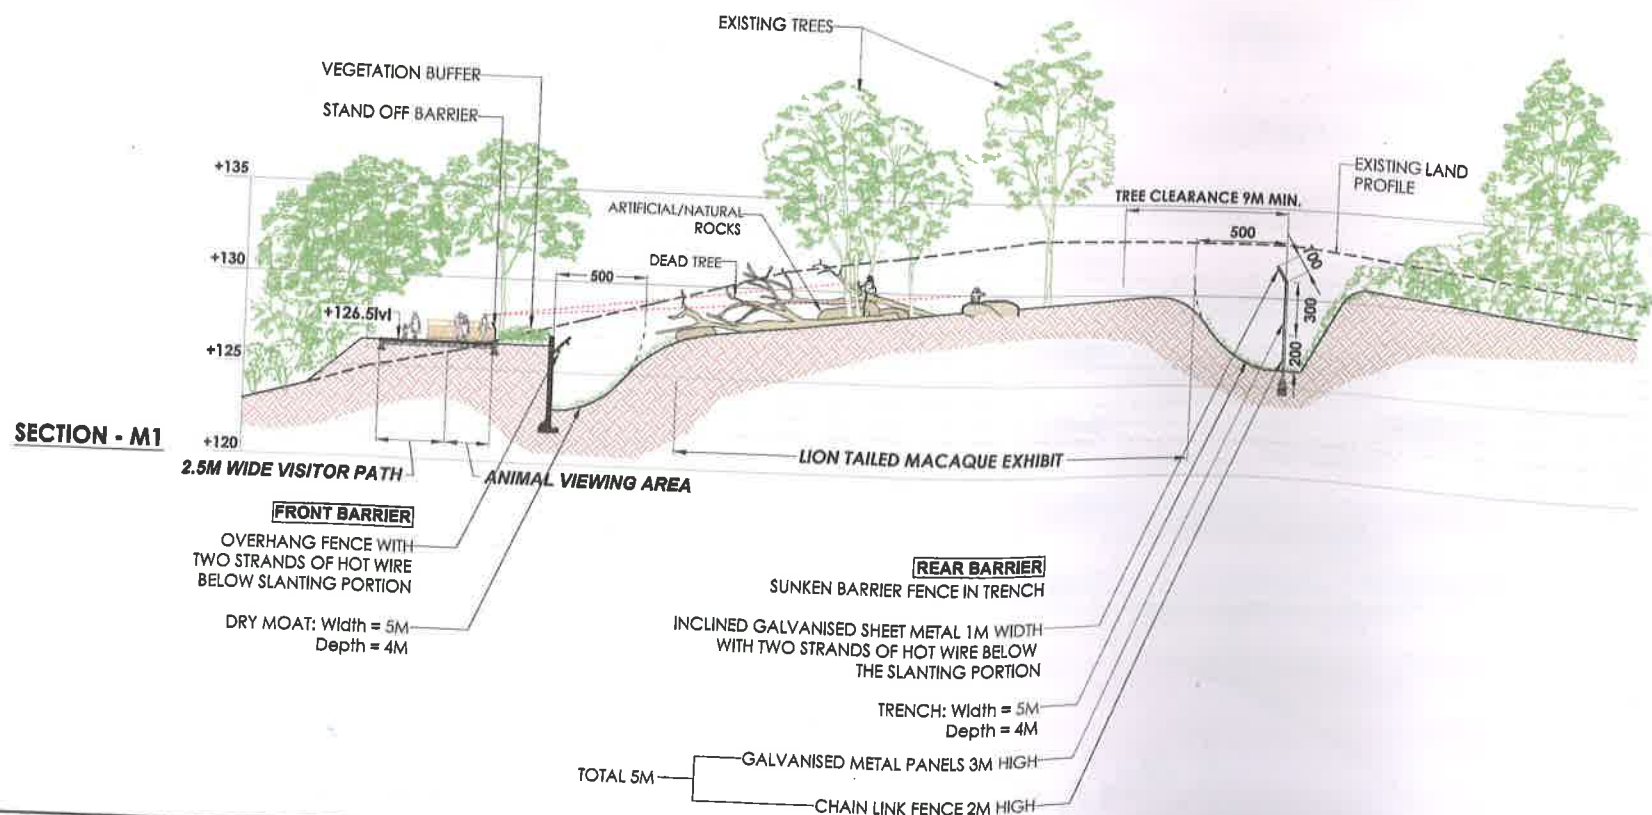 EXISTING TREES
VEGETATION BUFFER
STAND OFF BARRIER
+135
EXISTING LAND
PROFILE
TREE CLEARANCE 9M MIN.
ARTIFICIAL/NATURAL
ROCKS
500
+130
DEAD TREE
500
100
+126.5lvl
300
+125
200
SECTION - M1
+120
LION TAILED MACAQUE EXHIBIT
2.5M WIDE VISITOR PATH
ANIMAL VIEWING AREA
FRONT BARRIER
OVERHANG FENCE WITH
TWO STRANDS OF HOT WIRE
BELOW SLANTING PORTION
DRY MOAT: Width = 5M
Depth = 4M
REAR BARRIER
SUNKEN BARRIER FENCE IN TRENCH
INCLINED GALVANISED SHEET METAL 1M WIDTH
WITH TWO STRANDS OF HOT WIRE BELOW
THE SLANTING PORTION
TRENCH: Width = 5M
Depth = 4M
GALVANISED METAL PANELS 3M HIGH
TOTAL 5M
CHAIN LINK FENCE 2M HIGH